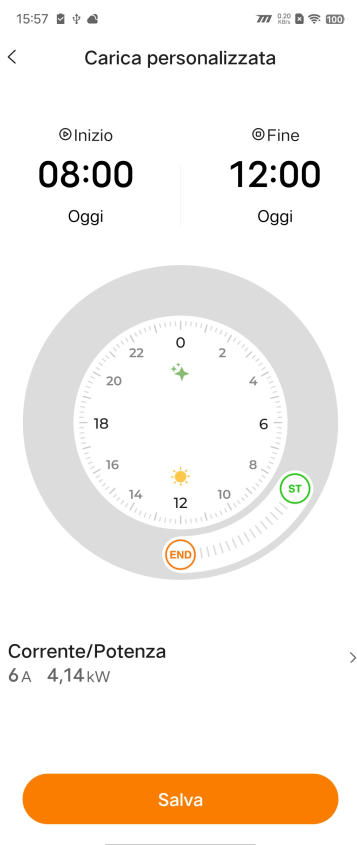 15:57 0.20 KB/s 100
Carica personalizzata
Inizio Fine
08:00 12:00
Oggi Oggi
0
22 2
20 4
18 6
16 8
14 10
12
ST
END
Corrente/Potenza
6 A 4,14 kW
Salva